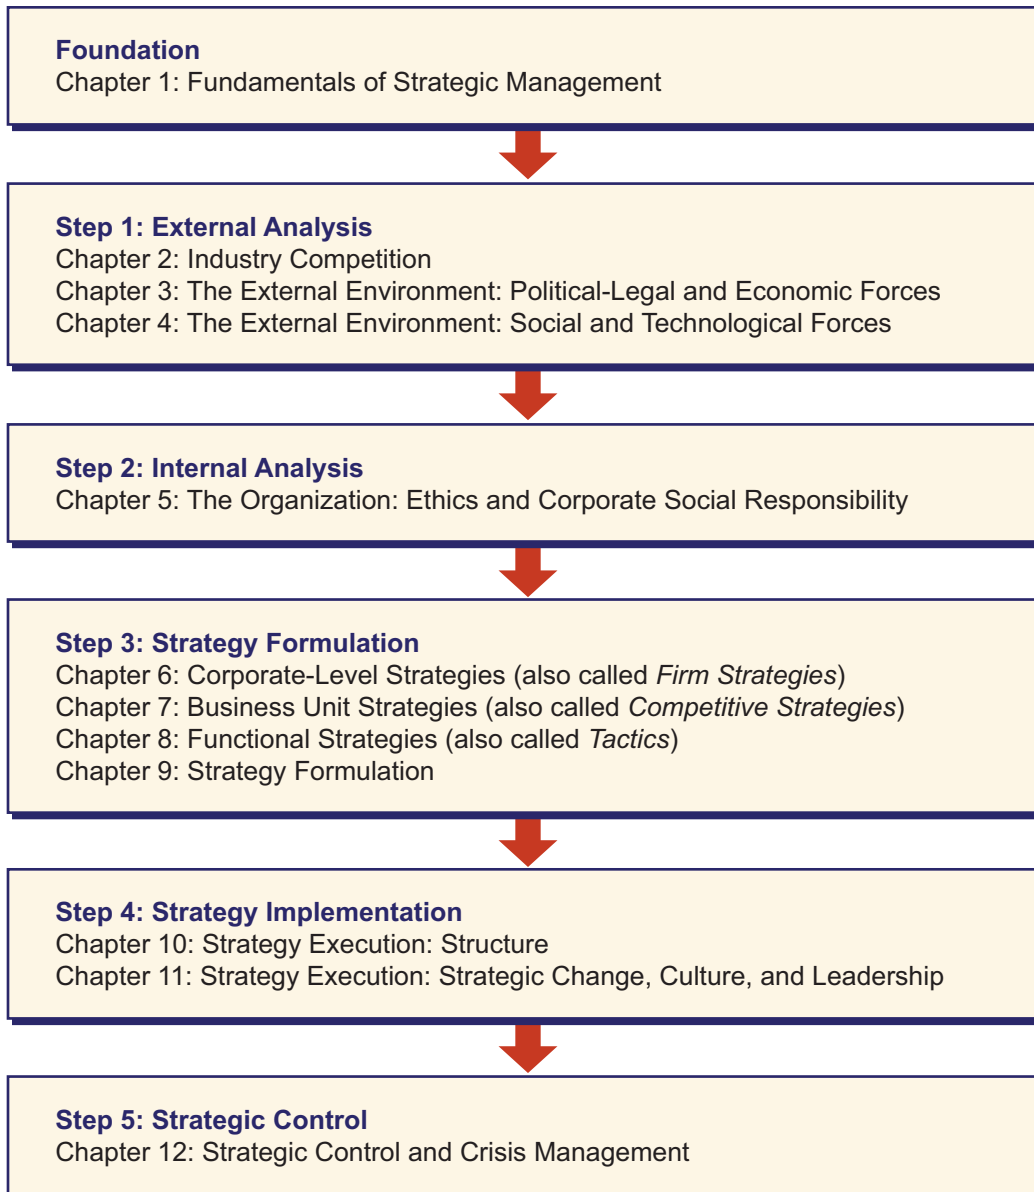 Foundation
Chapter 1: Fundamentals of Strategic Management
Step 1: External Analysis
Chapter 2: Industry Competition
Chapter 3: The External Environment: Political-Legal and Economic Forces
Chapter 4: The External Environment: Social and Technological Forces
Step 2: Internal Analysis
Chapter 5: The Organization: Ethics and Corporate Social Responsibility
Step 3: Strategy Formulation
Chapter 6: Corporate-Level Strategies (also called Firm Strategies)
Chapter 7: Business Unit Strategies (also called Competitive Strategies)
Chapter 8: Functional Strategies (also called Tactics)
Chapter 9: Strategy Formulation
Step 4: Strategy Implementation
Chapter 10: Strategy Execution: Structure
Chapter 11: Strategy Execution: Strategic Change, Culture, and Leadership
Step 5: Strategic Control
Chapter 12: Strategic Control and Crisis Management